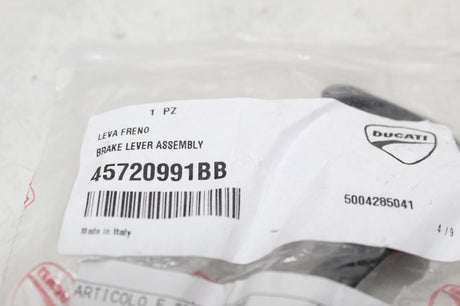 1 PZ
LEVA FRENO
BRAKE LEVER ASSEMBLY
45720991BB
Made in Italy
DUCATI
5004285041
4/9
ARTICOLO E